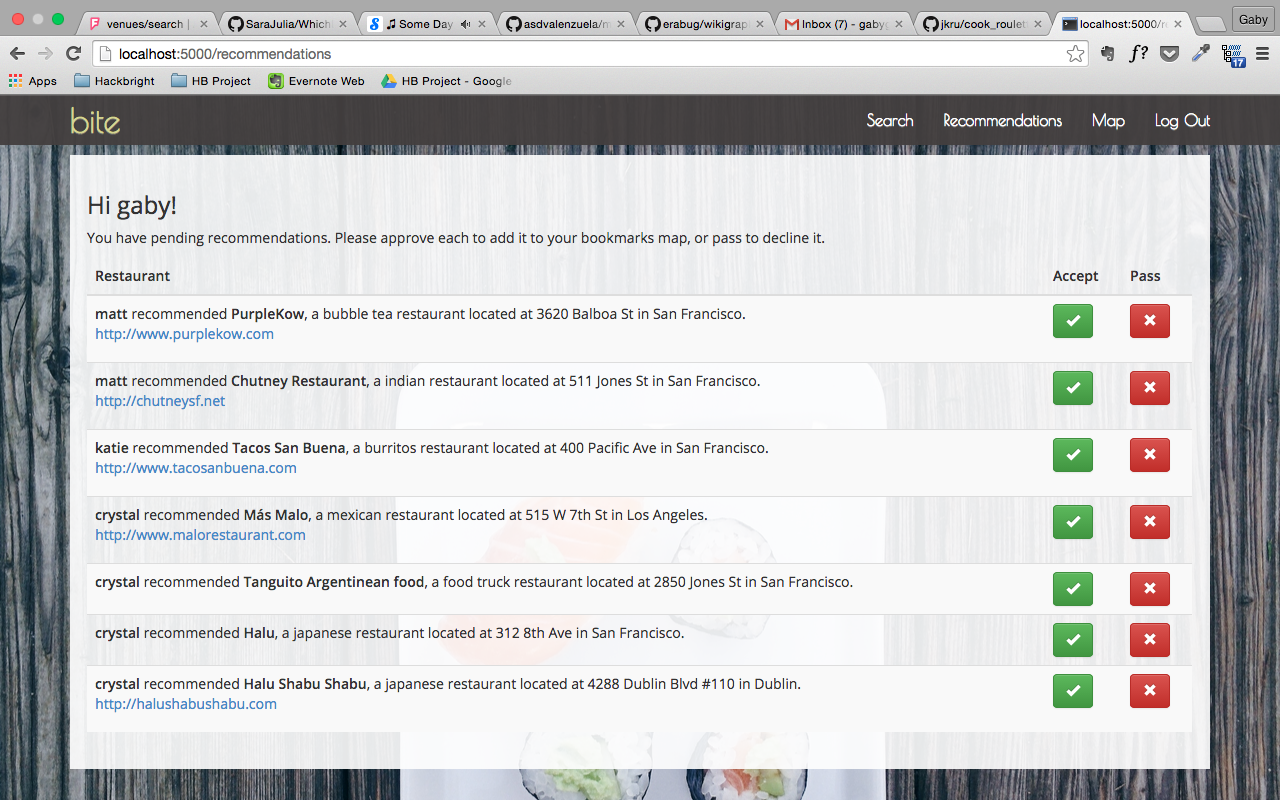 venues/search |
SaraJulia/Whichi
♫ Some Day
asdvalenzuela/m
erabug/wikigrap
Inbox (7) - gabyg
jkru/cook_roulet
localhost:5000/re
Gaby
localhost:5000/recommendations
f?
17
Apps
Hackbright
HB Project
Evernote Web
HB Project - Google
bite
Search
Recommendations
Map
Log Out
Hi gaby!
You have pending recommendations. Please approve each to add it to your bookmarks map, or pass to decline it.
Restaurant
Accept
Pass
matt recommended PurpleKow, a bubble tea restaurant located at 3620 Balboa St in San Francisco.
http://www.purplekow.com
matt recommended Chutney Restaurant, a indian restaurant located at 511 Jones St in San Francisco.
http://chutneysf.net
katie recommended Tacos San Buena, a burritos restaurant located at 400 Pacific Ave in San Francisco.
http://www.tacosanbuena.com
crystal recommended Más Malo, a mexican restaurant located at 515 W 7th St in Los Angeles.
http://www.malorestaurant.com
crystal recommended Tanguito Argentinean food, a food truck restaurant located at 2850 Jones St in San Francisco.
crystal recommended Halu, a japanese restaurant located at 312 8th Ave in San Francisco.
crystal recommended Halu Shabu Shabu, a japanese restaurant located at 4288 Dublin Blvd #110 in Dublin.
http://halushabushabu.com